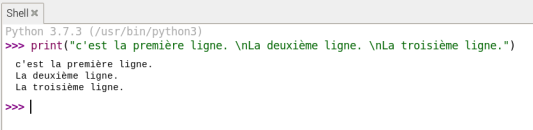 Shell ×
Python 3.7.3 (/usr/bin/python3)
>>> print("c'est la première ligne. \nLa deuxième ligne. \nLa troisième ligne.")
c'est la première ligne.
La deuxième ligne.
La troisième ligne.
>>>